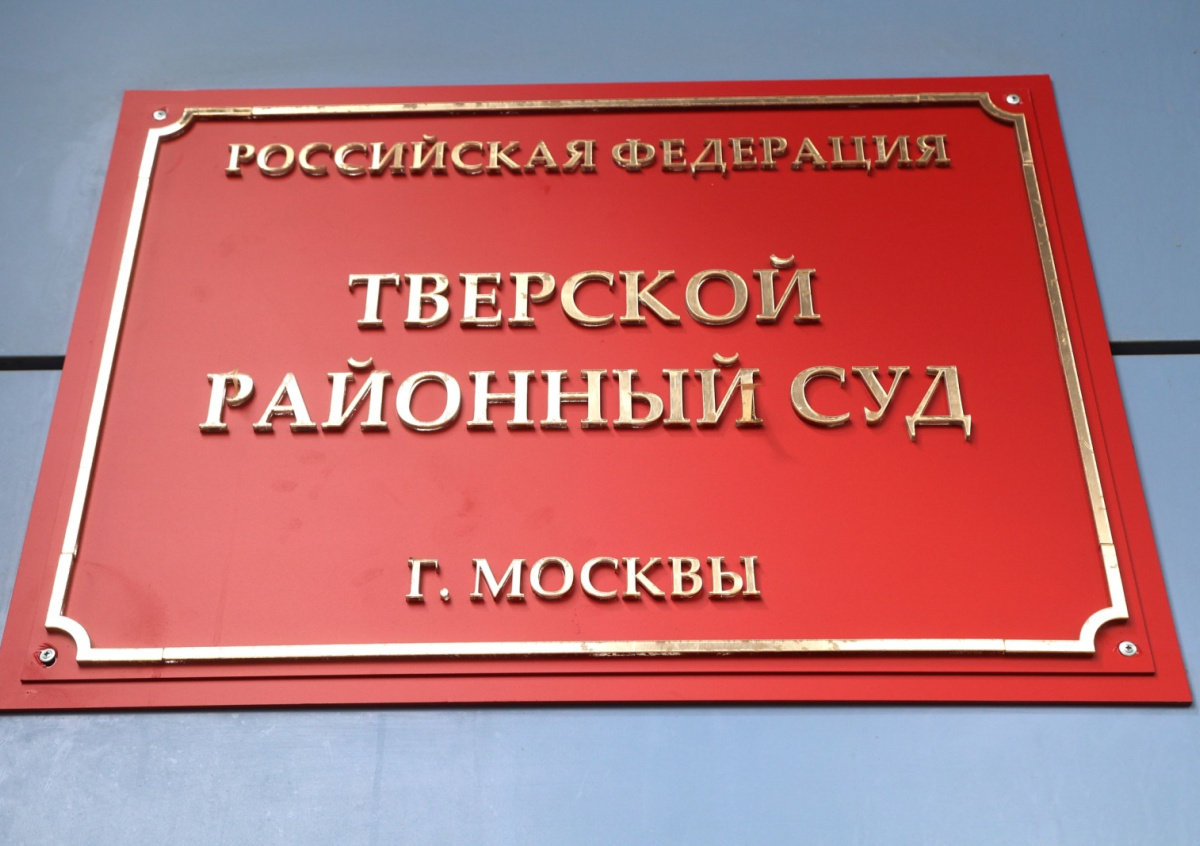 РОССИЙСКАЯ ФЕДЕРАЦИЯ
ТВЕРСКОЙ
РАЙОННЫЙ СУД
Г. МОСКВЫ